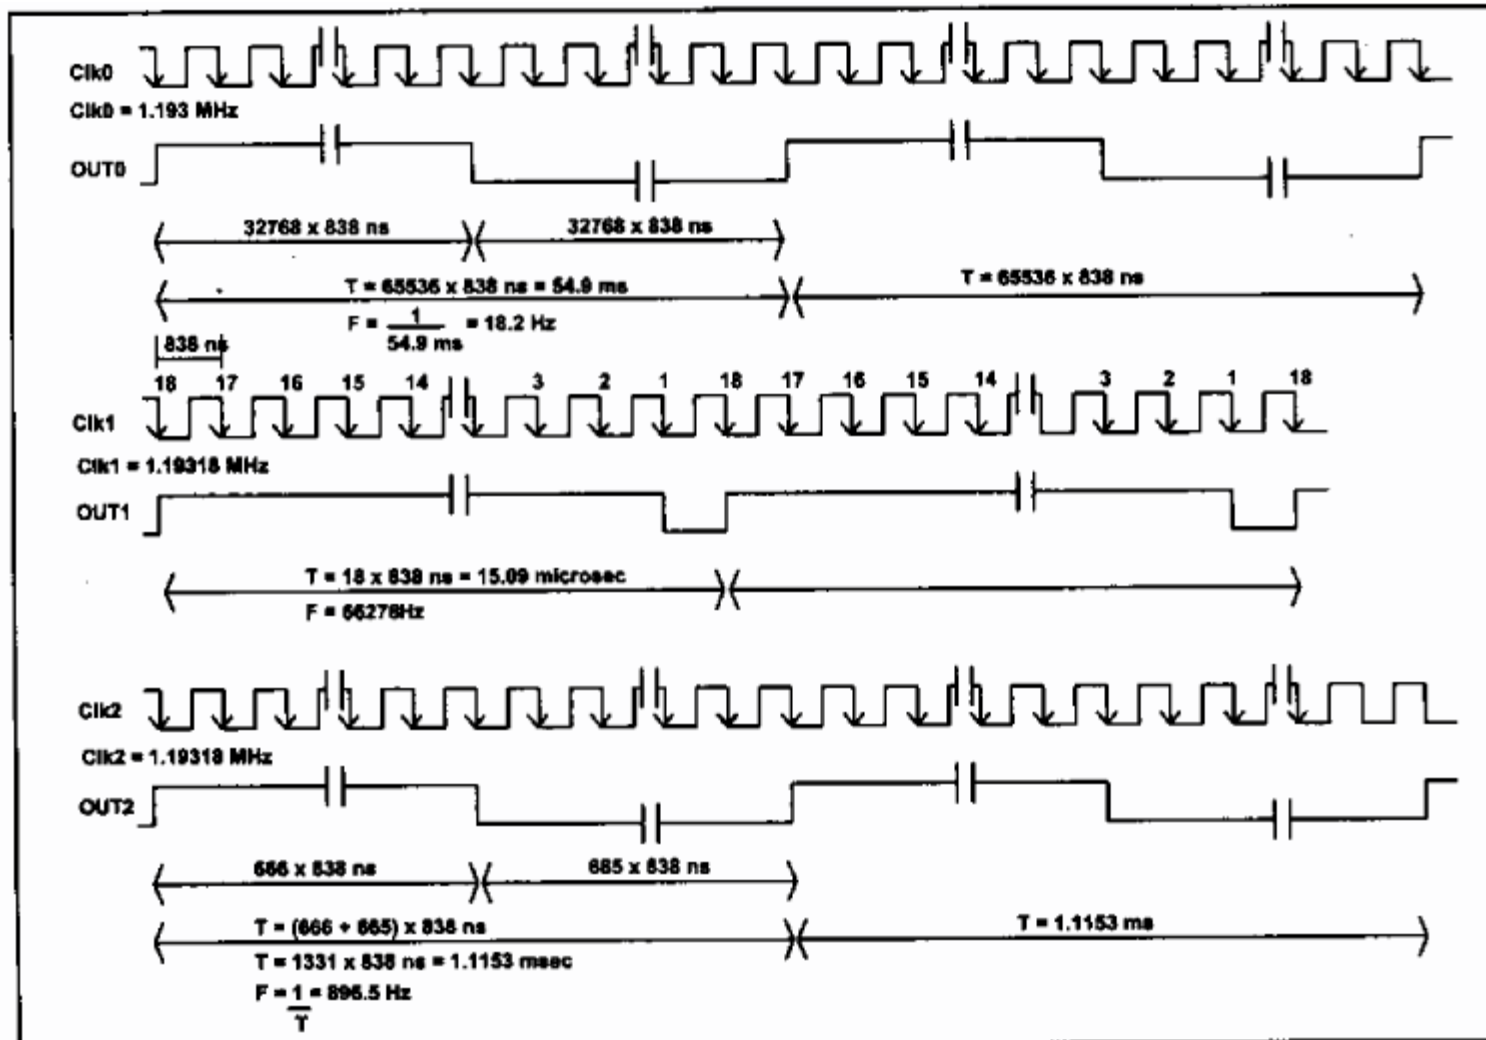 Clk0
Clk0 = 1.193 MHz
OUT0
32768 x 838 ns 32768 x 838 ns
T = 65536 x 838 ns = 54.9 ms T = 65536 x 838 ns
F = 1 = 18.2 Hz
54.9 ms
838 ns
18 17 16 15 14 3 2 1 18 17 16 15 14 3 2 1 18
Clk1
Clk1 = 1.19318 MHz
OUT1
T = 18 x 838 ns = 15.09 microsec
F = 66278Hz
Clk2
Clk2 = 1.19318 MHz
OUT2
666 x 838 ns 665 x 838 ns
T = (666 + 665) x 838 ns T = 1.1153 ms
T = 1331 x 838 ns = 1.1153 msec
F = 1 = 896.5 Hz
T